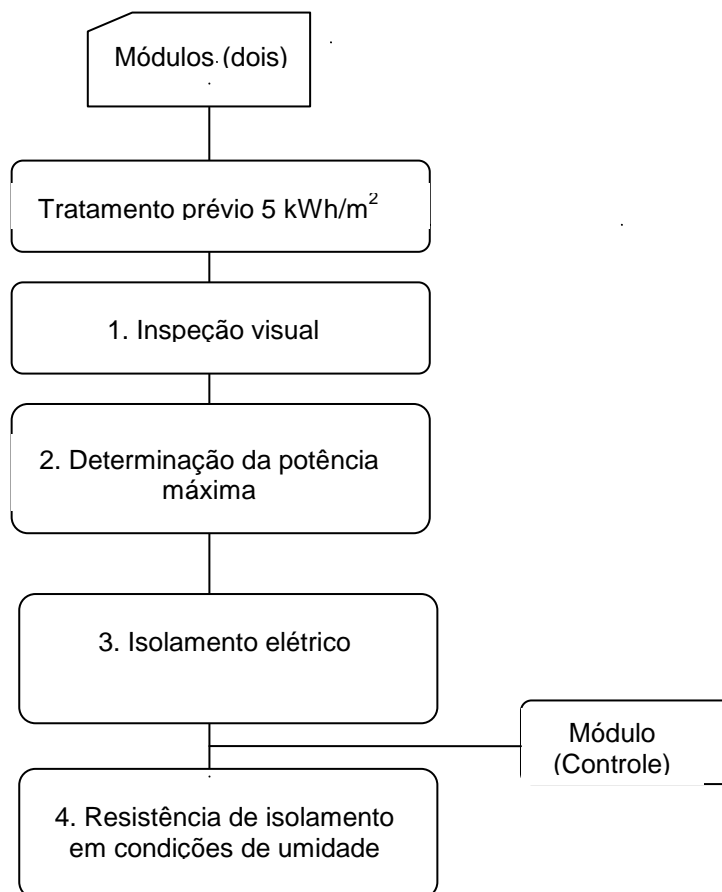 Módulos (dois)
Tratamento prévio 5 kWh/m²
1. Inspeção visual
2. Determinação da potência
máxima
3. Isolamento elétrico
Módulo
(Controle)
4. Resistência de isolamento
em condições de umidade